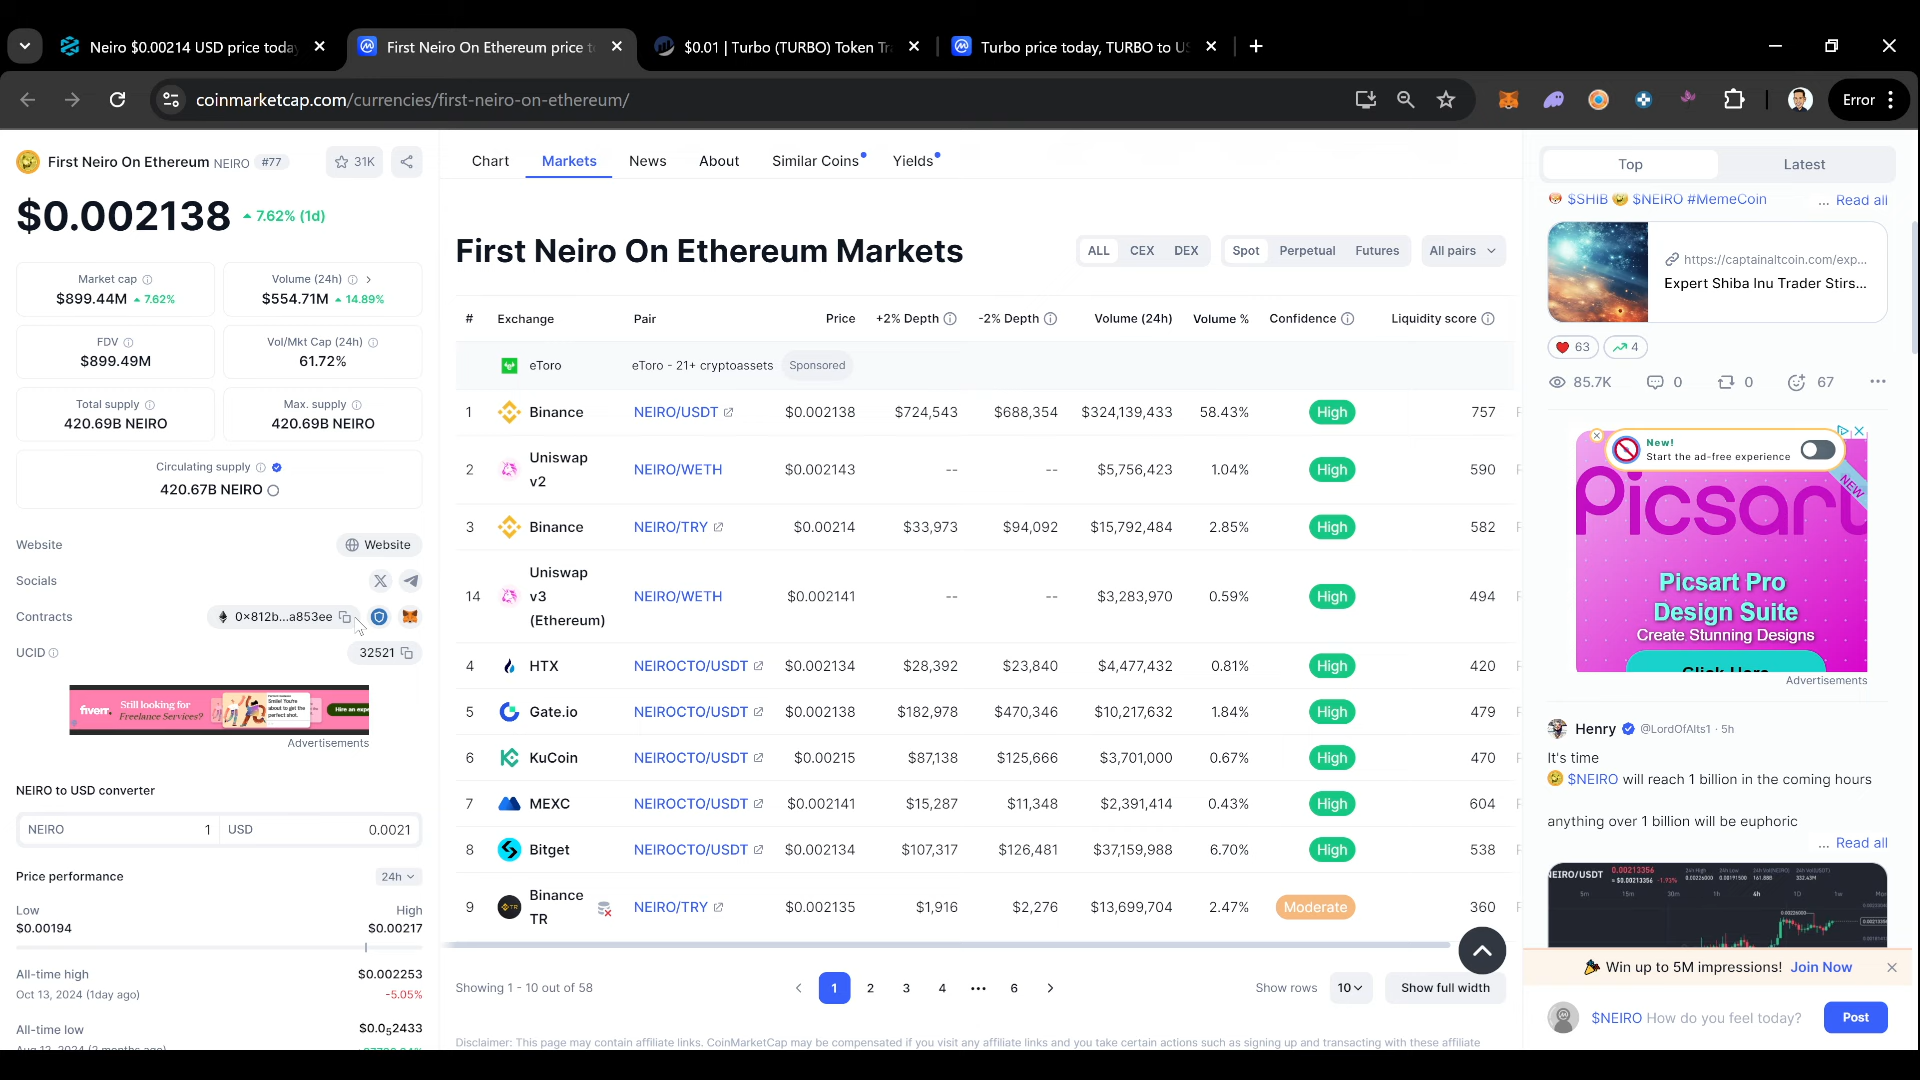 Neiro $0.00214 USD price toda
First Neiro On Ethereum price t
$0.01 | Turbo (TURBO) Token Tr
Turbo price today, TURBO to U
coinmarketcap.com/currencies/first-neiro-on-ethereum/
Error
First Neiro On Ethereum NEIRO #77
31K
$0.002138 7.62% (1d)
Market cap
$899.44M 7.62%
Volume (24h)
$554.71M 14.89%
FDV
$899.49M
Vol/Mkt Cap (24h)
61.72%
Total supply
420.69B NEIRO
Max. supply
420.69B NEIRO
Circulating supply
420.67B NEIRO
Website Website
Socials
Contracts 0x812b...a853ee
UCID 32521
fiverr. Still looking for Freelance Services?
Advertisements
NEIRO to USD converter
NEIRO 1 USD 0.0021
Price performance 24h
Low High
$0.00194 $0.00217
All-time high $0.002253
Oct 13, 2024 (1day ago) -5.05%
All-time low $0.0₅2433
Chart Markets News About Similar Coins Yields
First Neiro On Ethereum Markets
ALL CEX DEX Spot Perpetual Futures All pairs
# Exchange Pair Price +2% Depth -2% Depth Volume (24h) Volume % Confidence Liquidity score
eToro eToro - 21+ cryptoassets Sponsored
1 Binance NEIRO/USDT $0.002138 $724,543 $688,354 $324,139,433 58.43% High 757
2 Uniswap v2 NEIRO/WETH $0.002143 -- -- $5,756,423 1.04% High 590
3 Binance NEIRO/TRY $0.00214 $33,973 $94,092 $15,792,484 2.85% High 582
14 Uniswap v3 (Ethereum) NEIRO/WETH $0.002141 -- -- $3,283,970 0.59% High 494
4 HTX NEIROCTO/USDT $0.002134 $28,392 $23,840 $4,477,432 0.81% High 420
5 Gate.io NEIROCTO/USDT $0.002138 $182,978 $470,346 $10,217,632 1.84% High 479
6 KuCoin NEIROCTO/USDT $0.00215 $87,138 $125,666 $3,701,000 0.67% High 470
7 MEXC NEIROCTO/USDT $0.002141 $15,287 $11,348 $2,391,414 0.43% High 604
8 Bitget NEIROCTO/USDT $0.002134 $107,317 $126,481 $37,159,988 6.70% High 538
9 Binance TR NEIRO/TRY $0.002135 $1,916 $2,276 $13,699,704 2.47% Moderate 360
Showing 1 - 10 out of 58
1 2 3 4 ••• 6
Show rows 10 Show full width
Disclaimer: This page may contain affiliate links. CoinMarketCap may be compensated if you visit any affiliate links and you take certain actions such as signing up and transacting with these affiliate
Top Latest
$SHIB $NEIRO #MemeCoin ... Read all
https://captainaltcoin.com/exp...
Expert Shiba Inu Trader Stirs...
63 4
85.7K 0 0 67
New!
Start the ad-free experience
NEW
Picsart
Picsart Pro
Design Suite
Create Stunning Designs
Click Here
Advertisements
Henry @LordOfAlts1 · 5h
It's time
$NEIRO will reach 1 billion in the coming hours
anything over 1 billion will be euphoric
... Read all
NEIRO/USDT
Win up to 5M impressions! Join Now
$NEIRO How do you feel today? Post